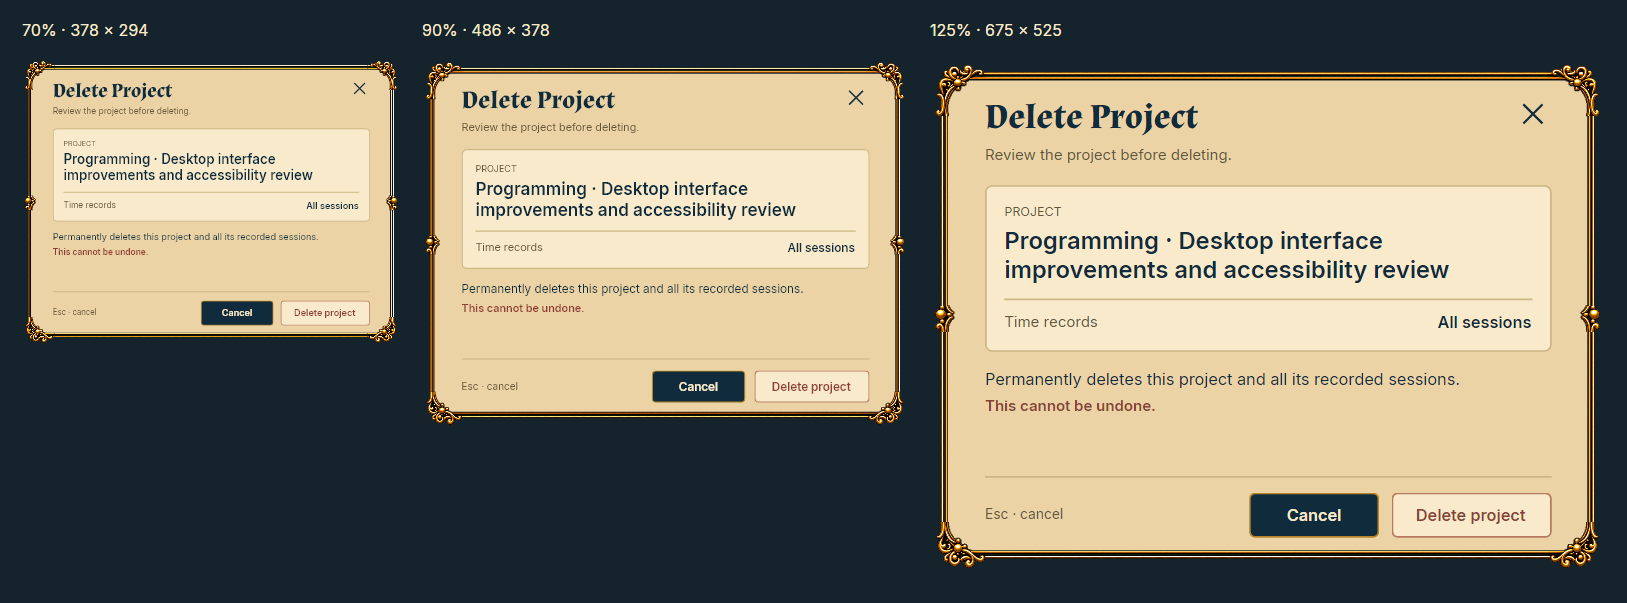 70% · 378 × 294
Delete Project
Review the project before deleting.
PROJECT
Programming · Desktop interface
improvements and accessibility review
Time records
All sessions
Permanently deletes this project and all its recorded sessions.
This cannot be undone.
Esc · cancel
Cancel
Delete project
90% · 486 × 378
Delete Project
Review the project before deleting.
PROJECT
Programming · Desktop interface
improvements and accessibility review
Time records
All sessions
Permanently deletes this project and all its recorded sessions.
This cannot be undone.
Esc · cancel
Cancel
Delete project
125% · 675 × 525
Delete Project
Review the project before deleting.
PROJECT
Programming · Desktop interface
improvements and accessibility review
Time records
All sessions
Permanently deletes this project and all its recorded sessions.
This cannot be undone.
Esc · cancel
Cancel
Delete project